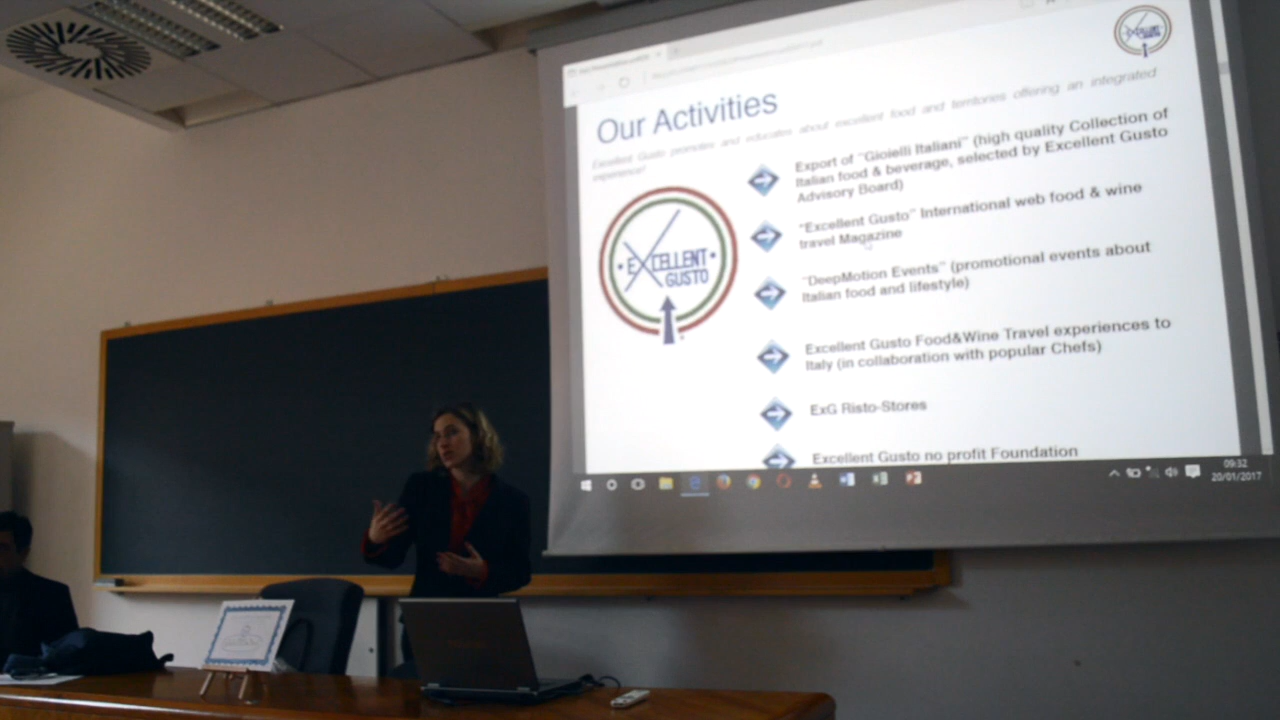 Our Activities
Excellent Gusto promotes and educates about excellent food and territories offering an integrated
experience!
Export of "Gioielli Italiani" (high quality Collection of
Italian food & beverage, selected by Excellent Gusto
Advisory Board)
"Excellent Gusto" International web food & wine
travel Magazine
"DeepMotion Events" (promotional events about
Italian food and lifestyle)
Excellent Gusto Food&Wine Travel experiences to
Italy (in collaboration with popular Chefs)
ExG Risto-Stores
Excellent Gusto no profit Foundation
EXCELLENT
GUSTO
09:32
20/01/2017